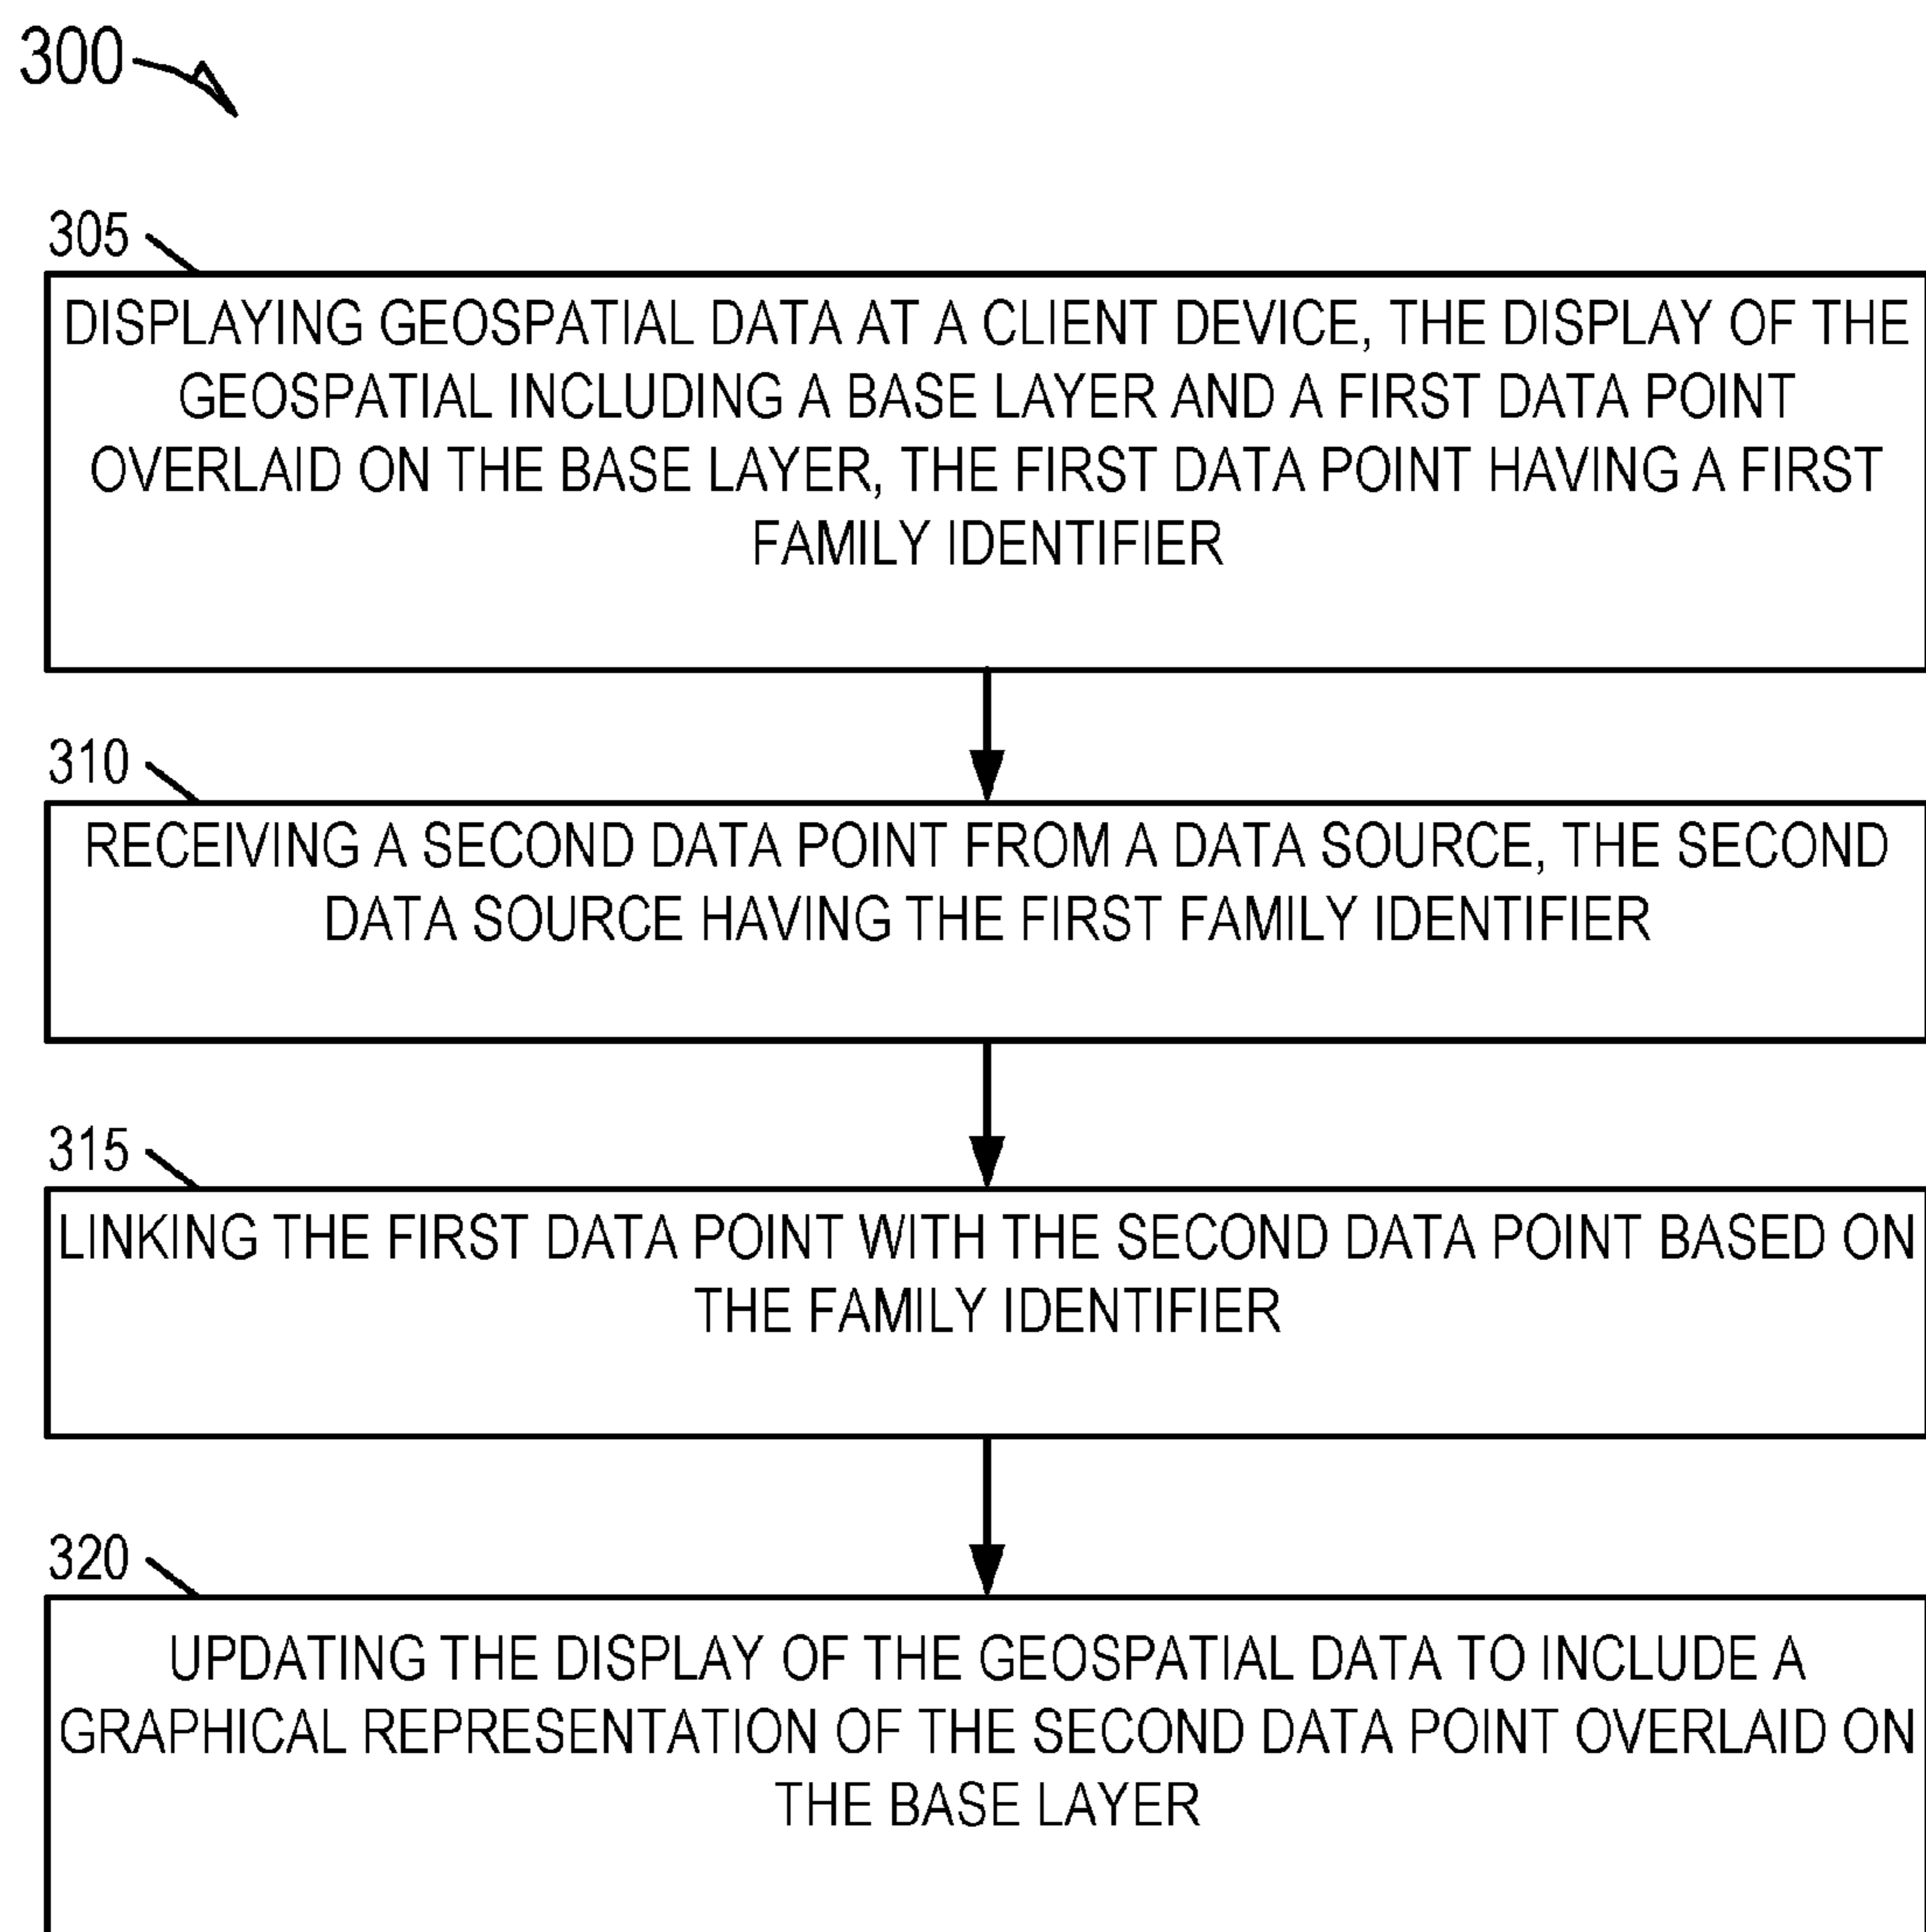 300
305
DISPLAYING GEOSPATIAL DATA AT A CLIENT DEVICE, THE DISPLAY OF THE
GEOSPATIAL INCLUDING A BASE LAYER AND A FIRST DATA POINT
OVERLAID ON THE BASE LAYER, THE FIRST DATA POINT HAVING A FIRST
FAMILY IDENTIFIER
310
RECEIVING A SECOND DATA POINT FROM A DATA SOURCE, THE SECOND
DATA SOURCE HAVING THE FIRST FAMILY IDENTIFIER
315
LINKING THE FIRST DATA POINT WITH THE SECOND DATA POINT BASED ON
THE FAMILY IDENTIFIER
320
UPDATING THE DISPLAY OF THE GEOSPATIAL DATA TO INCLUDE A
GRAPHICAL REPRESENTATION OF THE SECOND DATA POINT OVERLAID ON
THE BASE LAYER